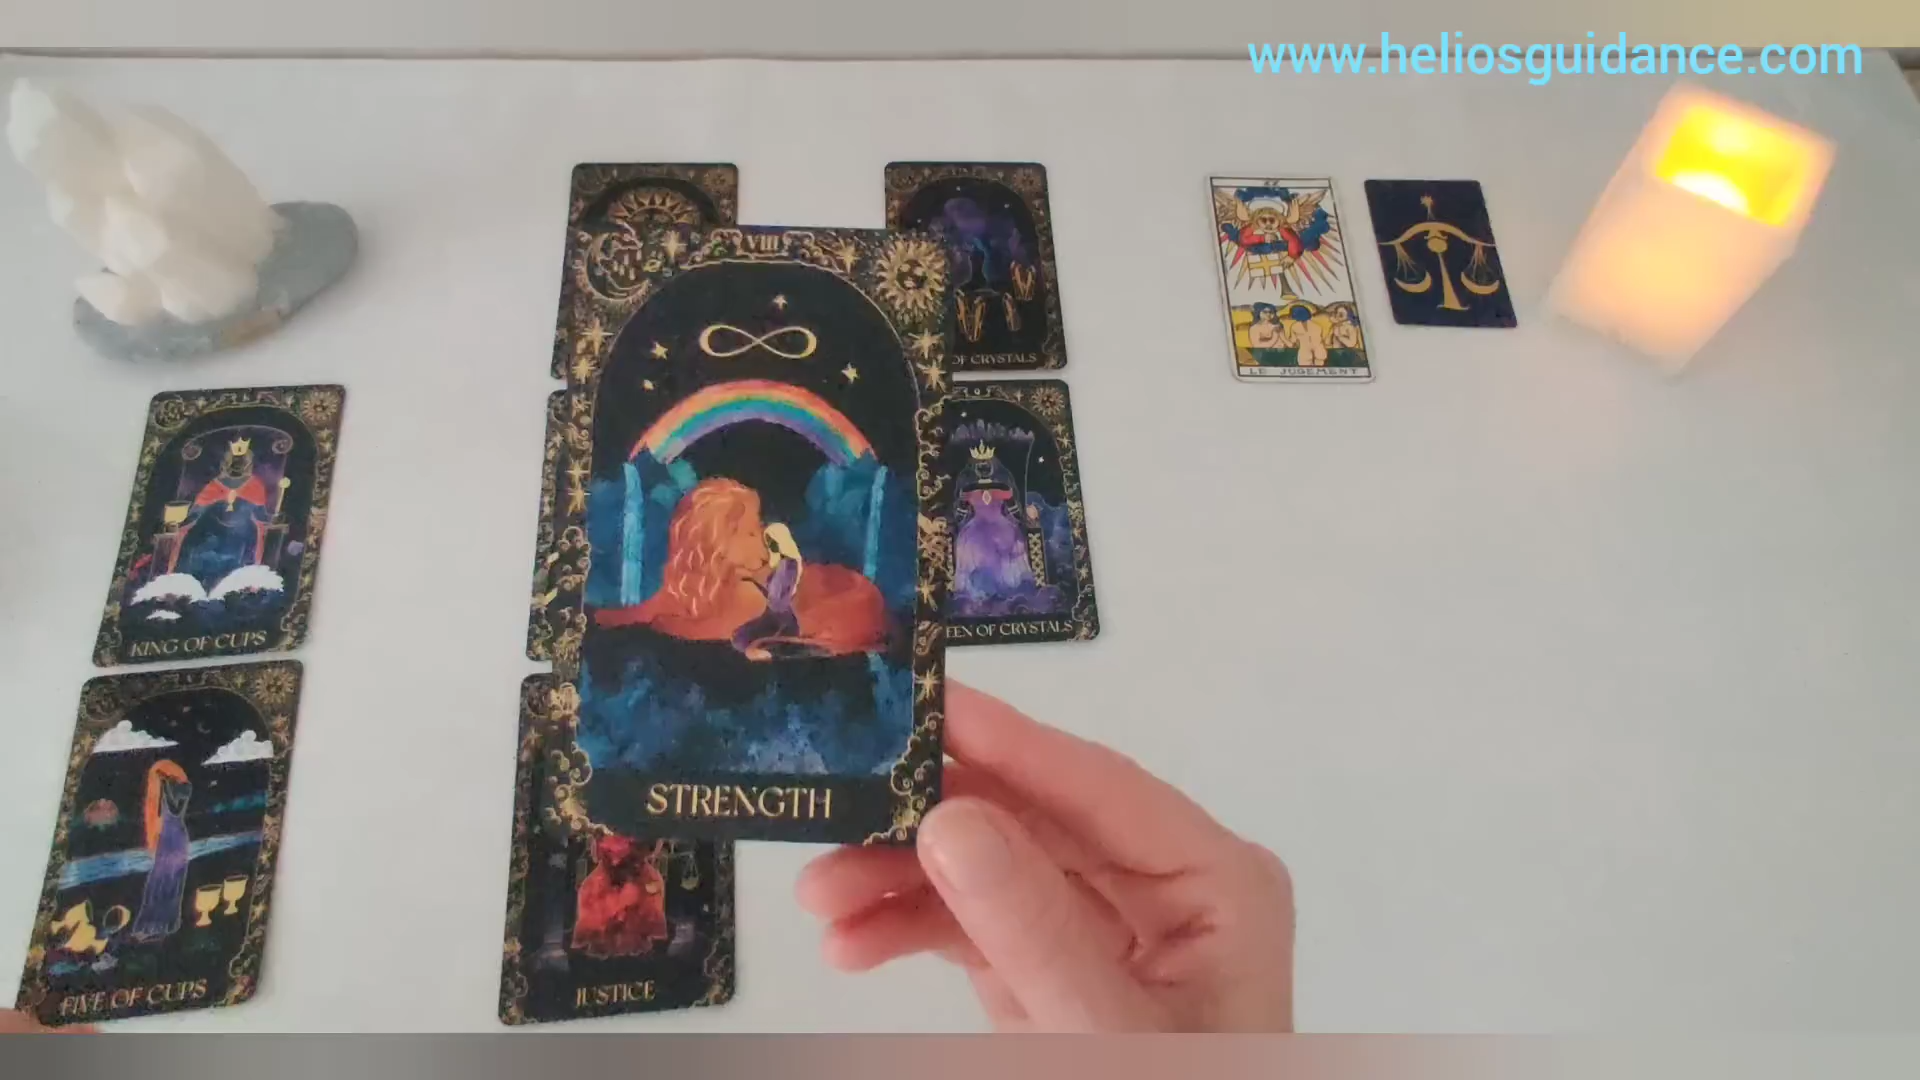 www.heliosguidance.com
VIII
OF CRYSTALS
XX
LE JUGEMENT
KING OF CUPS
EEN OF CRYSTALS
STRENGTH
FIVE OF CUPS
JUSTICE